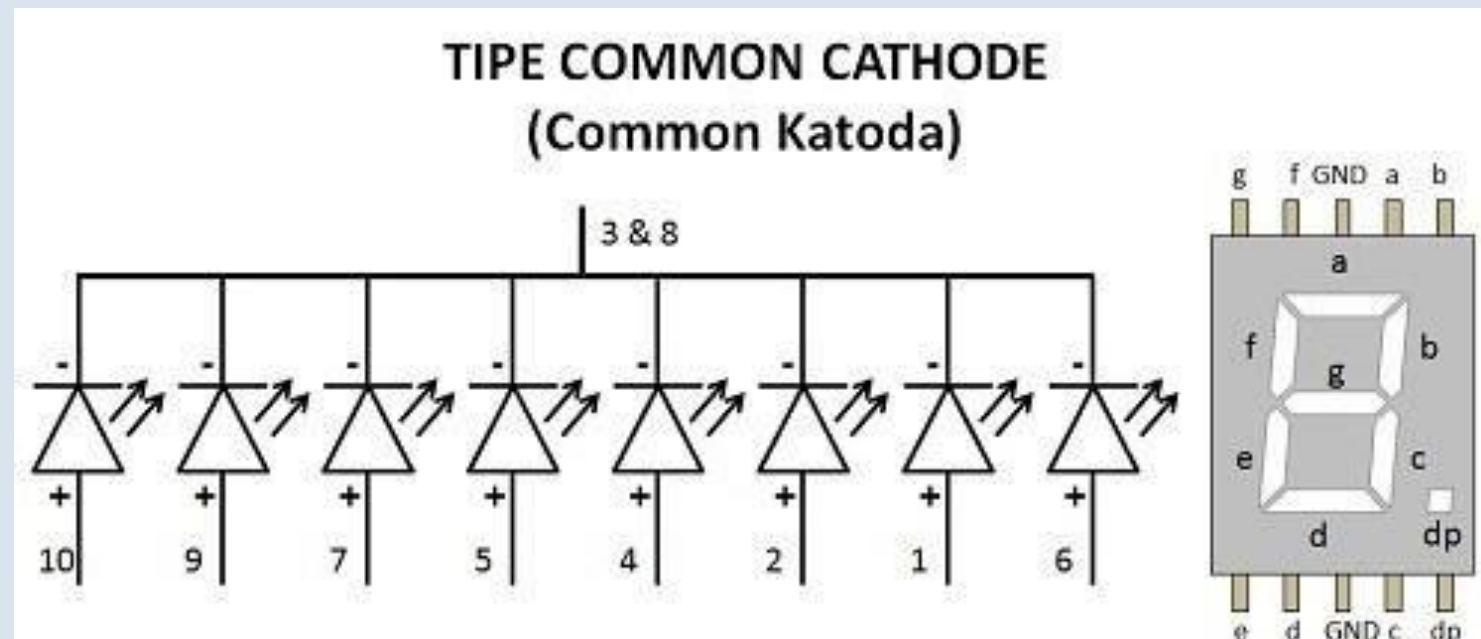 TIPE COMMON CATHODE
(Common Katoda)
3 & 8
- - - - - - - -
+ + + + + + + +
10 9 7 5 4 2 1 6
g f GND a b
a
f b
g
e c
d dp
e d GND c dp